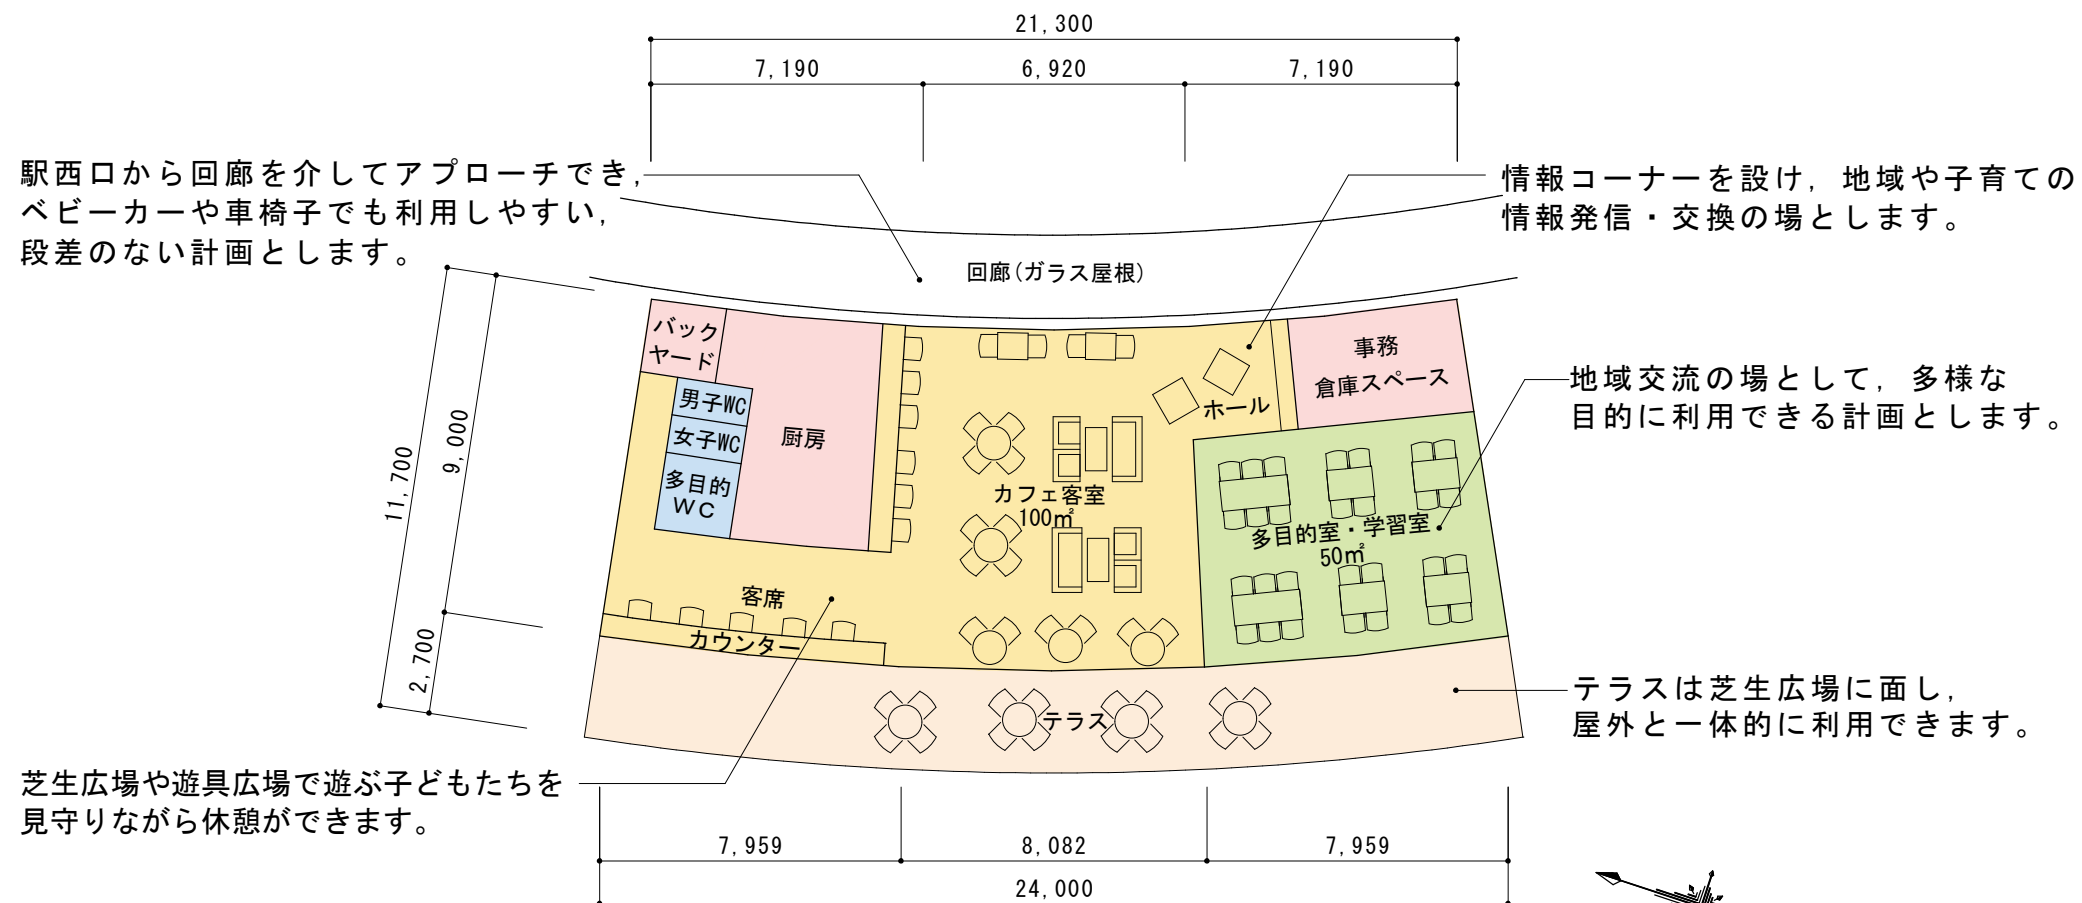 21,300
7,190
6,920
7,190
駅西口から回廊を介してアプローチでき,
ベビーカーや車椅子でも利用しやすい,
段差のない計画とします。
情報コーナーを設け, 地域や子育ての
情報発信・交換の場とします。
回廊(ガラス屋根)
バック
ヤード
男子WC
女子WC
多目的
WC
厨房
ホール
事務
倉庫スペース
地域交流の場として, 多様な
目的に利用できる計画とします。
11,700
9,000
2,700
カフェ客室
100㎡
多目的室・学習室
50㎡
客席
カウンター
テラス
テラスは芝生広場に面し,
屋外と一体的に利用できます。
芝生広場や遊具広場で遊ぶ子どもたちを
見守りながら休憩ができます。
7,959
8,082
7,959
24,000